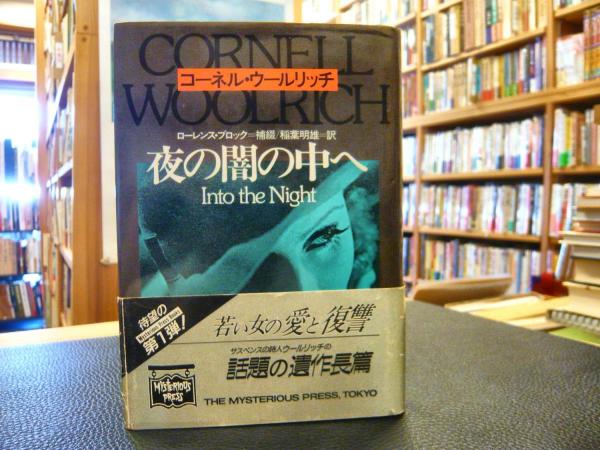 CORNELL
コーネル・ウールリッチ
WOOLRICH
ローレンス・ブロック=補綴/稲葉明雄=訳
夜の闇の中へ
Into the Night
待望の
Mysterious Press Books
第1弾!
若い女の愛と復讐
サスペンスの詩人ウールリッチの
話題の遺作長篇
MYSTERIOUS
PRESS
THE MYSTERIOUS PRESS, TOKYO